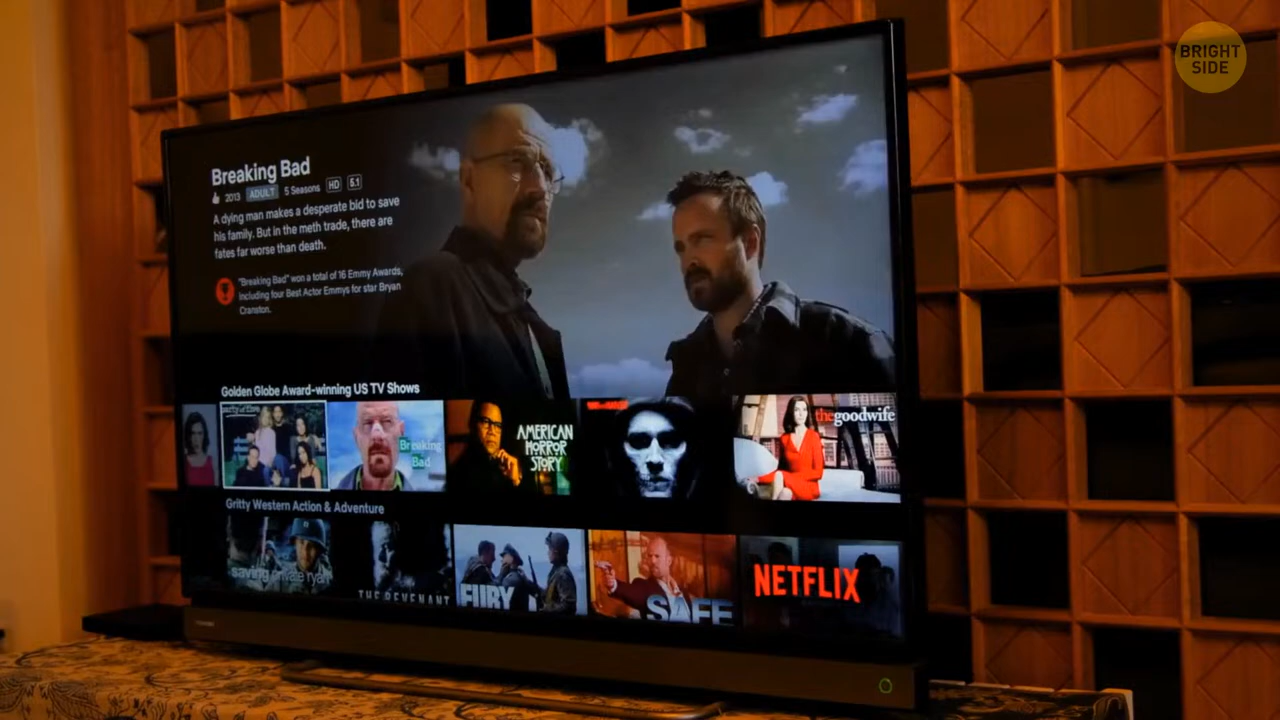 BRIGHT
SIDE
Breaking Bad
2013 ADULT 5 Seasons HD 5.1
A dying man makes a desperate bid to save
his family. But in the meth trade, there are
fates far worse than death.
"Breaking Bad" won a total of 16 Emmy Awards,
including four Best Actor Emmys for star Bryan
Cranston.
Golden Globe Award-winning US TV Shows
party of five
Breaking
Bad
AMERICAN
HORROR
STORY
thegoodwife
Gritty Western Action & Adventure
saving private ryan
THE REVENANT
FURY
SAFE
NETFLIX